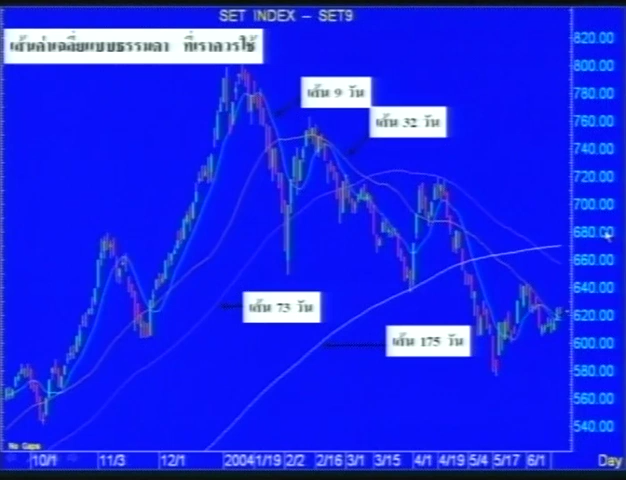 SET INDEX - SET9
เส้นค่าเฉลี่ยแบบธรรมดา ที่เราควรใช้
เส้น 9 วัน
เส้น 32 วัน
เส้น 73 วัน
เส้น 175 วัน
820.00
800.00
780.00
760.00
740.00
720.00
700.00
680.00
660.00
640.00
620.00
600.00
580.00
560.00
540.00
No Gaps
10/1 11/3 12/1 2004 1/19 2/2 2/16 3/1 3/15 4/1 4/19 5/4 5/17 6/1 Day